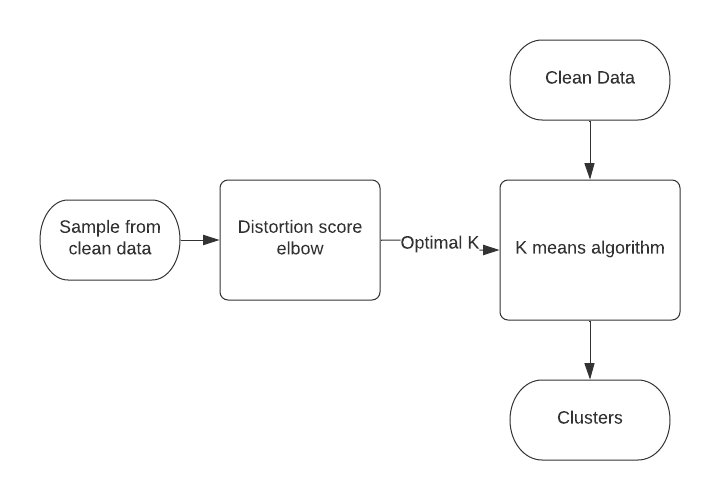 Clean Data
Sample from
clean data
Distortion score
elbow
Optimal K
K means algorithm
Clusters